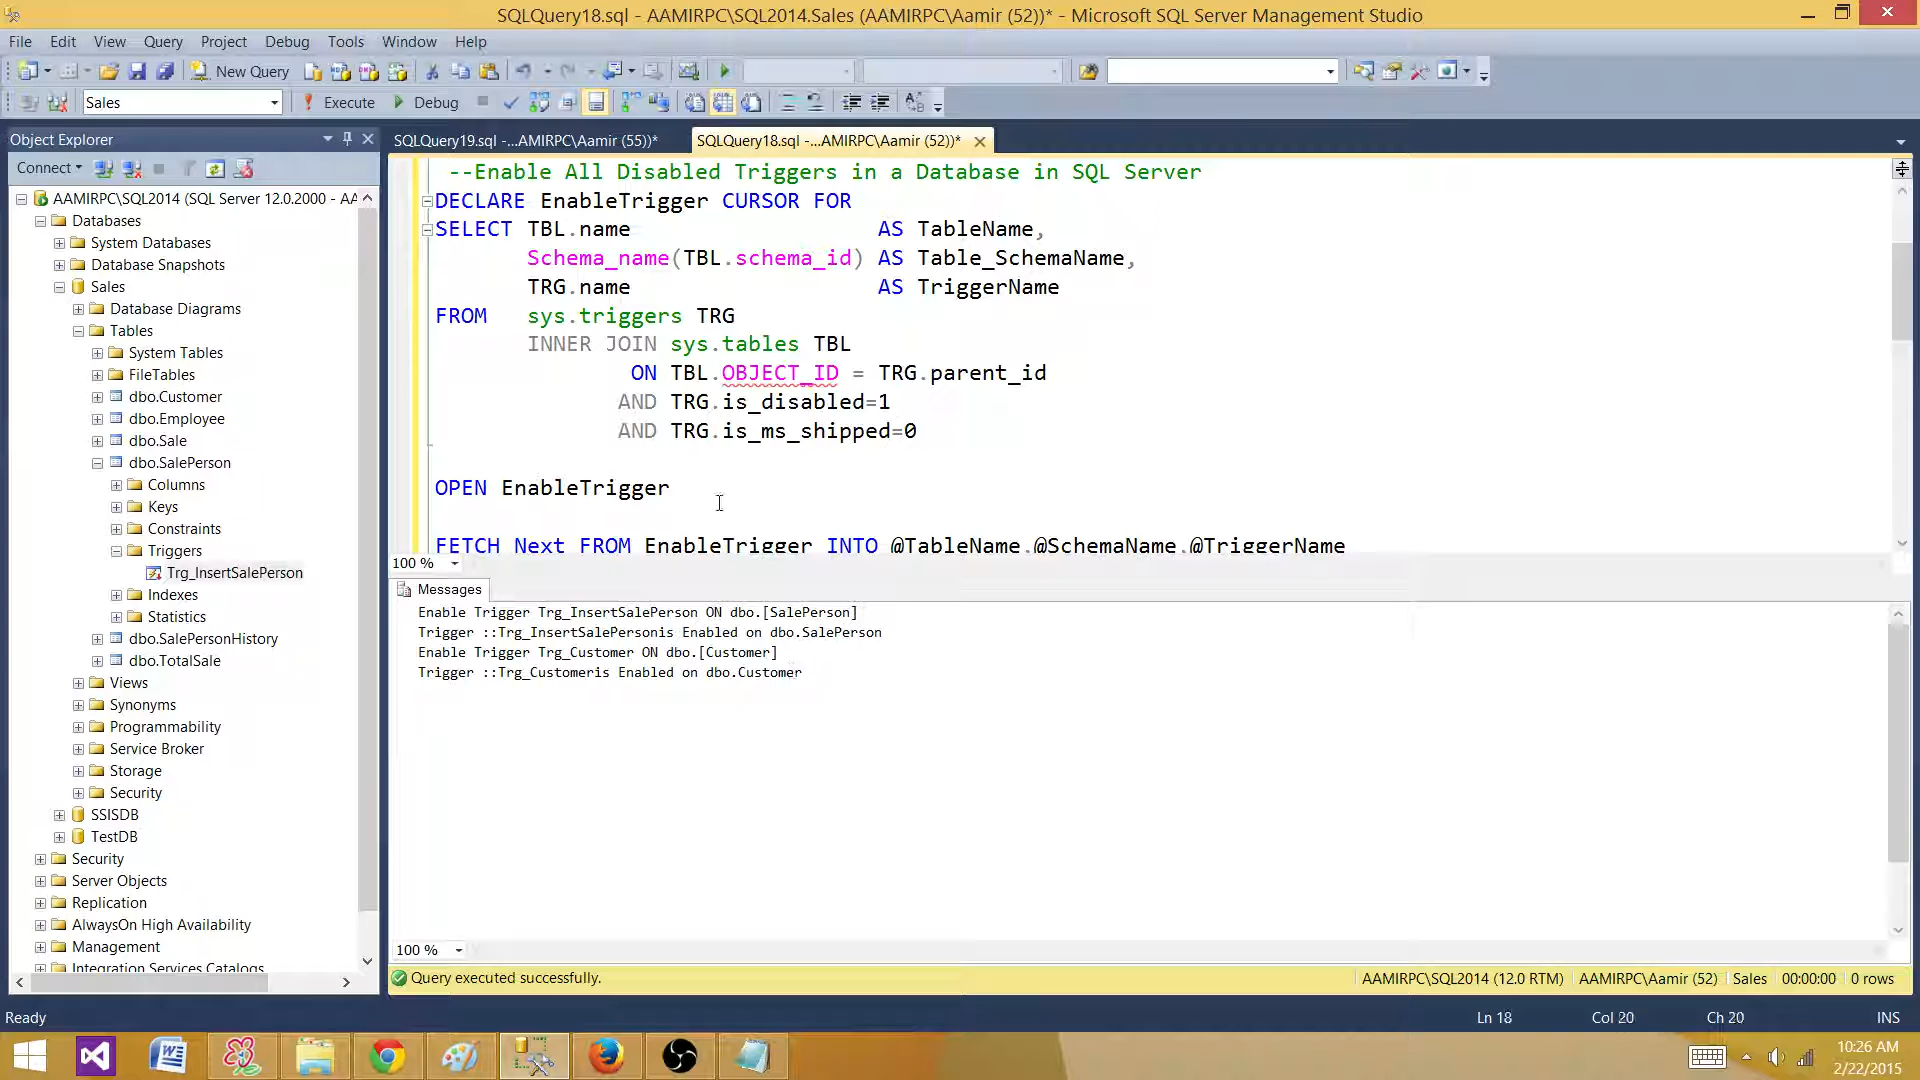 SQLQuery18.sql - AAMIRPC\SQL2014.Sales (AAMIRPC\Aamir (52))* - Microsoft SQL Server Management Studio
File Edit View Query Project Debug Tools Window Help
New Query
Sales Execute Debug
Object Explorer
SQLQuery19.sql -...AMIRPC\Aamir (55))* SQLQuery18.sql -...AMIRPC\Aamir (52))*
Connect
AAMIRPC\SQL2014 (SQL Server 12.0.2000 - AA
Databases
System Databases
Database Snapshots
Sales
Database Diagrams
Tables
System Tables
FileTables
dbo.Customer
dbo.Employee
dbo.Sale
dbo.SalePerson
Columns
Keys
Constraints
Triggers
Trg_InsertSalePerson
Indexes
Statistics
dbo.SalePersonHistory
dbo.TotalSale
Views
Synonyms
Programmability
Service Broker
Storage
Security
SSISDB
TestDB
Security
Server Objects
Replication
AlwaysOn High Availability
Management
Integration Services Catalogs
--Enable All Disabled Triggers in a Database in SQL Server
DECLARE EnableTrigger CURSOR FOR
SELECT TBL.name AS TableName,
Schema_name(TBL.schema_id) AS Table_SchemaName,
TRG.name AS TriggerName
FROM sys.triggers TRG
INNER JOIN sys.tables TBL
ON TBL.OBJECT_ID = TRG.parent_id
AND TRG.is_disabled=1
AND TRG.is_ms_shipped=0
OPEN EnableTrigger
FETCH Next FROM EnableTrigger INTO @TableName,@SchemaName,@TriggerName
100 %
Messages
Enable Trigger Trg_InsertSalePerson ON dbo.[SalePerson]
Trigger ::Trg_InsertSalePersonis Enabled on dbo.SalePerson
Enable Trigger Trg_Customer ON dbo.[Customer]
Trigger ::Trg_Customeris Enabled on dbo.Customer
100 %
Query executed successfully. AAMIRPC\SQL2014 (12.0 RTM) AAMIRPC\Aamir (52) Sales 00:00:00 0 rows
Ready Ln 18 Col 20 Ch 20 INS
10:26 AM
2/22/2015